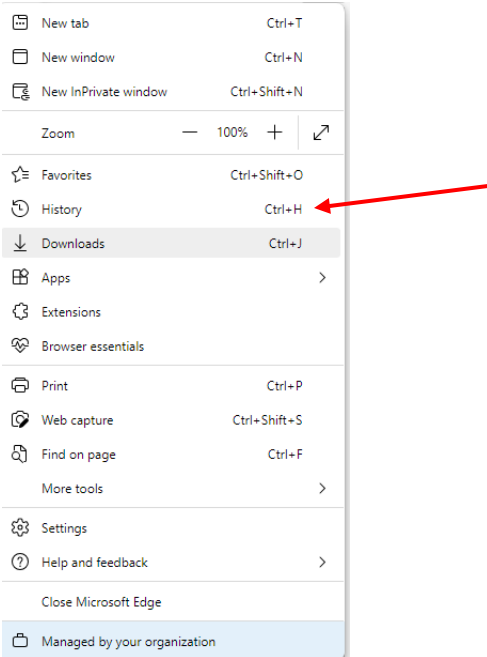 New tab Ctrl+T
New window Ctrl+N
New InPrivate window Ctrl+Shift+N
Zoom — 100% +
Favorites Ctrl+Shift+O
History Ctrl+H
Downloads Ctrl+J
Apps
Extensions
Browser essentials
Print Ctrl+P
Web capture Ctrl+Shift+S
Find on page Ctrl+F
More tools
Settings
Help and feedback
Close Microsoft Edge
Managed by your organization